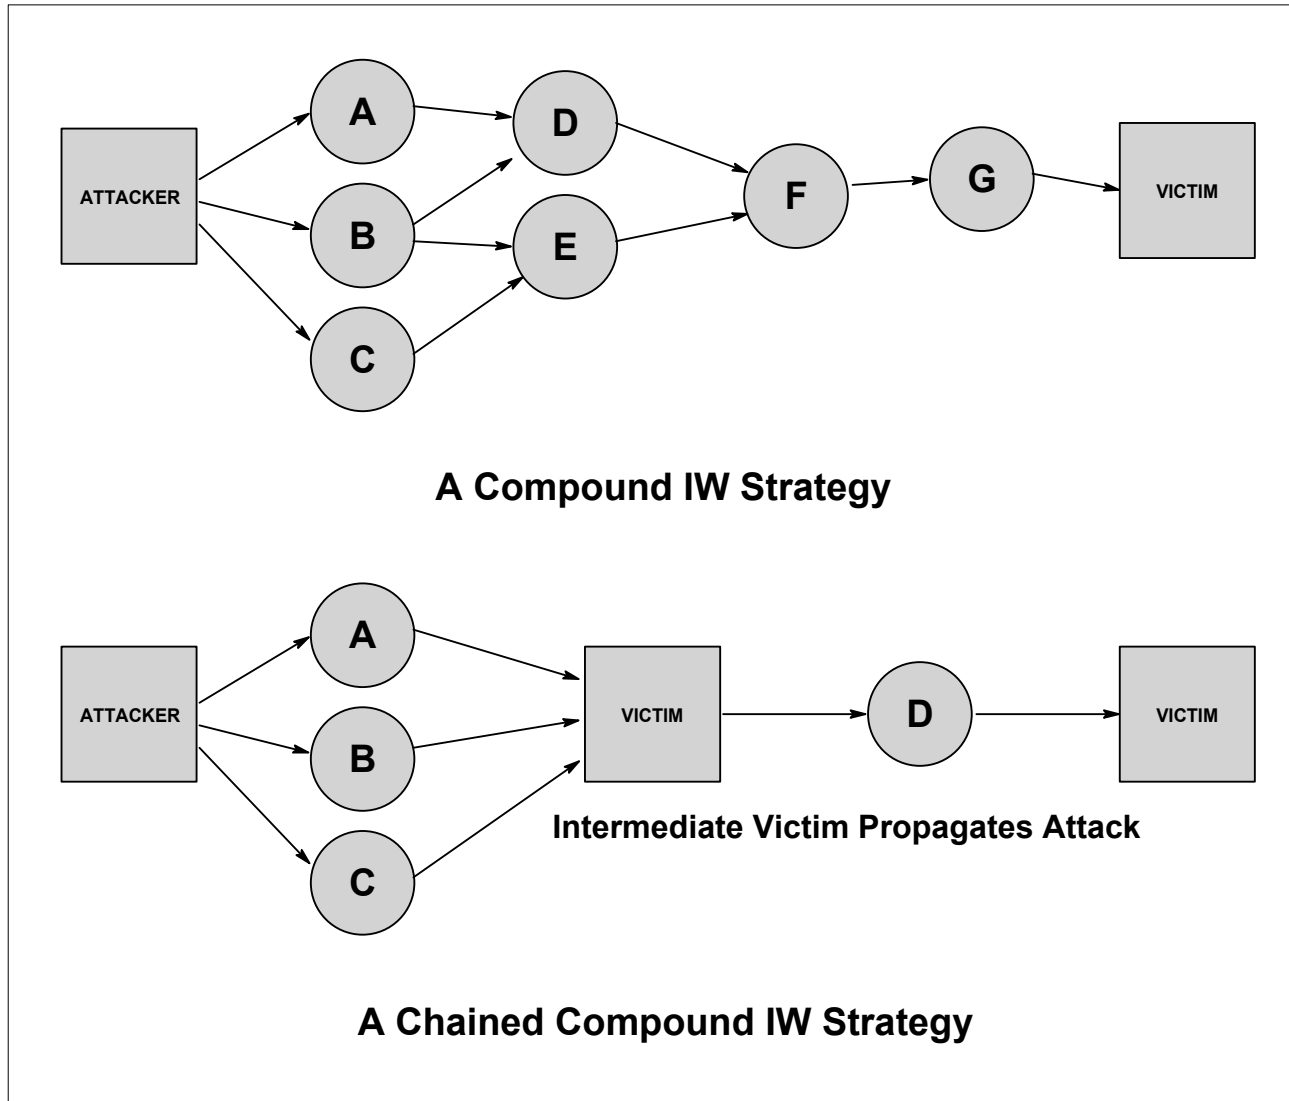 A
D
ATTACKER
B
E
F
G
VICTIM
C
A Compound IW Strategy
A
ATTACKER
B
VICTIM
D
VICTIM
Intermediate Victim Propagates Attack
C
A Chained Compound IW Strategy